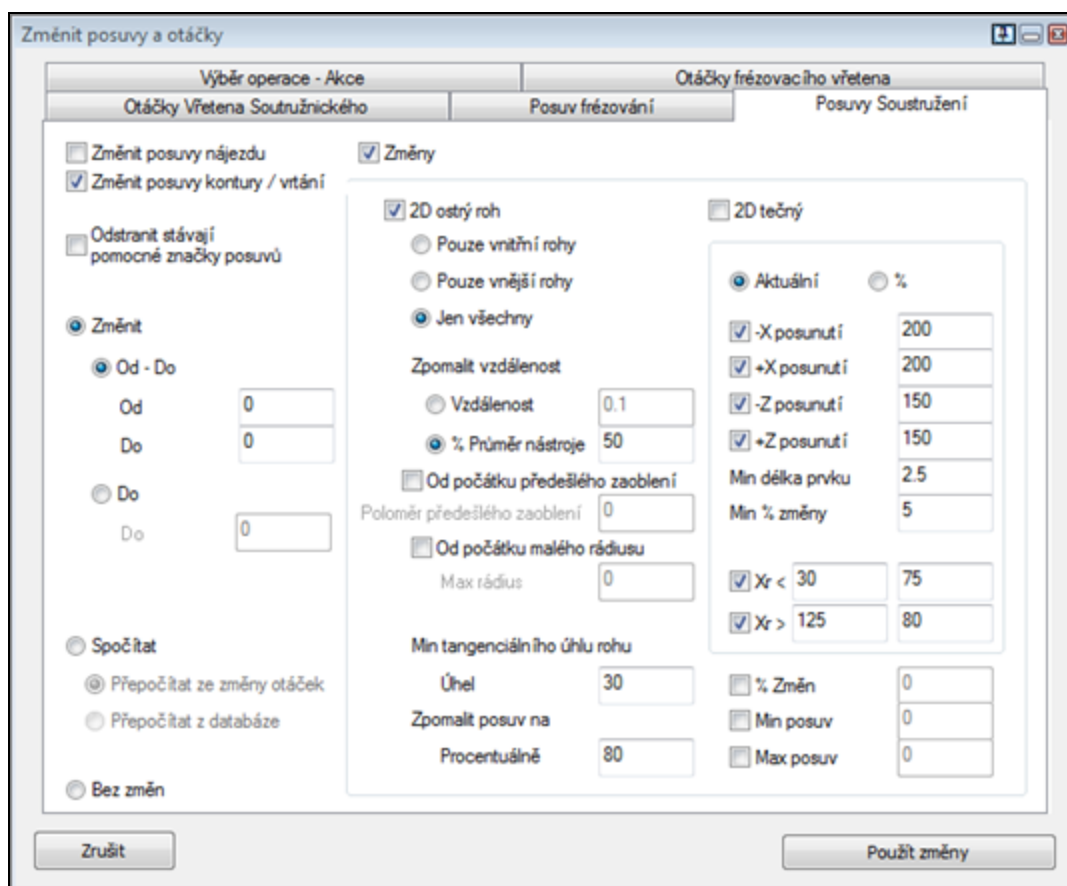 Změnit posuvy a otáčky
Výběr operace - Akce
Otáčky frézovacího vřetena
Otáčky Vřetena Soutružnického
Posuv frézování
Posuvy Soustružení
Změnit posuvy nájezdu
Změnit posuvy kontury / vrtání
Odstranit stávají
pomocné značky posuvů
Změnit
Od - Do
Od 0
Do 0
Do
Do 0
Spočítat
Přepočítat ze změny otáček
Přepočítat z databáze
Bez změn
Změny
2D ostrý roh
Pouze vnitřní rohy
Pouze vnější rohy
Jen všechny
Zpomalit vzdálenost
Vzdálenost 0.1
% Průměr nástroje 50
Od počátku předešlého zaoblení
Poloměr předešlého zaoblení 0
Od počátku malého rádiusu
Max rádius 0
Min tangenciálního úhlu rohu
Úhel 30
Zpomalit posuv na
Procentuálně 80
2D tečný
Aktuální %
-X posunutí 200
+X posunutí 200
-Z posunutí 150
+Z posunutí 150
Min délka prvku 2.5
Min % změny 5
Xr < 30 75
Xr > 125 80
% Změn 0
Min posuv 0
Max posuv 0
Zrušit
Použít změny